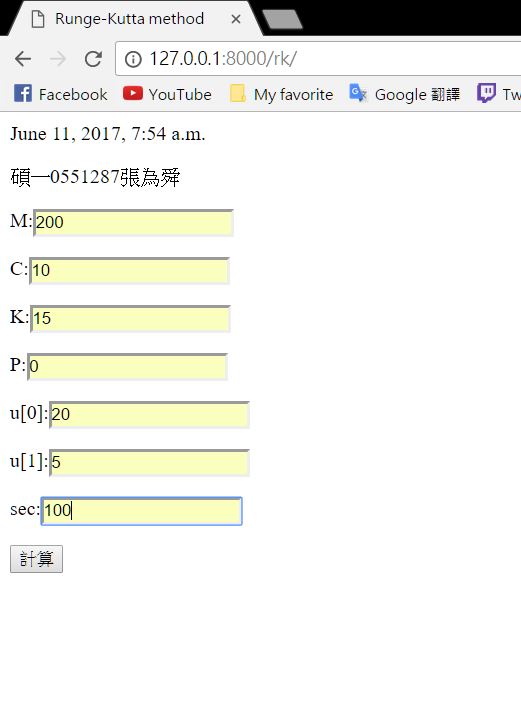 Runge-Kutta method
127.0.0.1:8000/rk/
Facebook YouTube My favorite Google 翻譯 Tw
June 11, 2017, 7:54 a.m.
碩一0551287張為舜
M:200
C:10
K:15
P:0
u[0]:20
u[1]:5
sec:100
計算